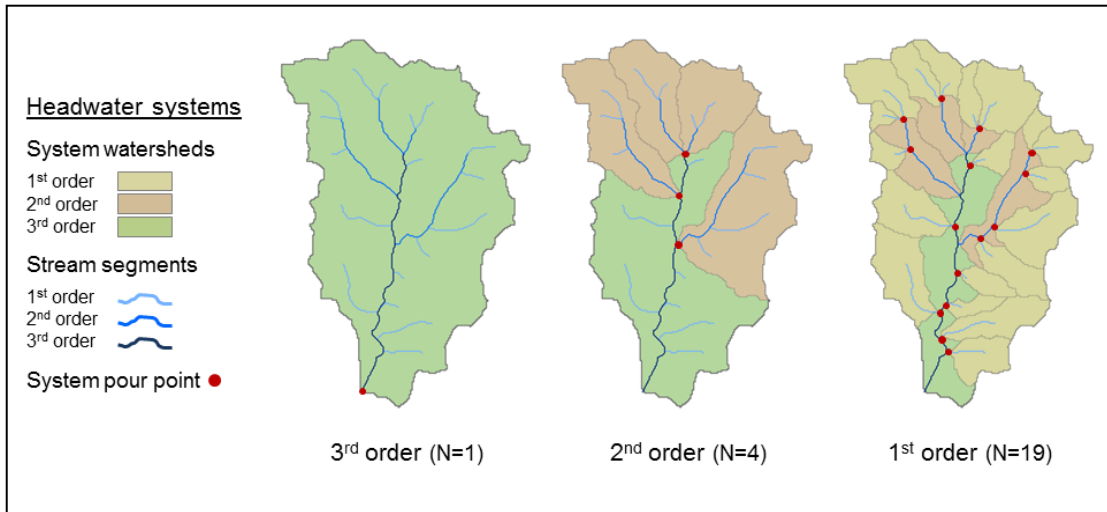 Headwater systems
System watersheds
1st order
2nd order
3rd order
Stream segments
1st order
2nd order
3rd order
System pour point
3rd order (N=1)
2nd order (N=4)
1st order (N=19)